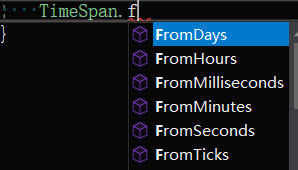 TimeSpan.f
}
FromDays
FromHours
FromMilliseconds
FromMinutes
FromSeconds
FromTicks